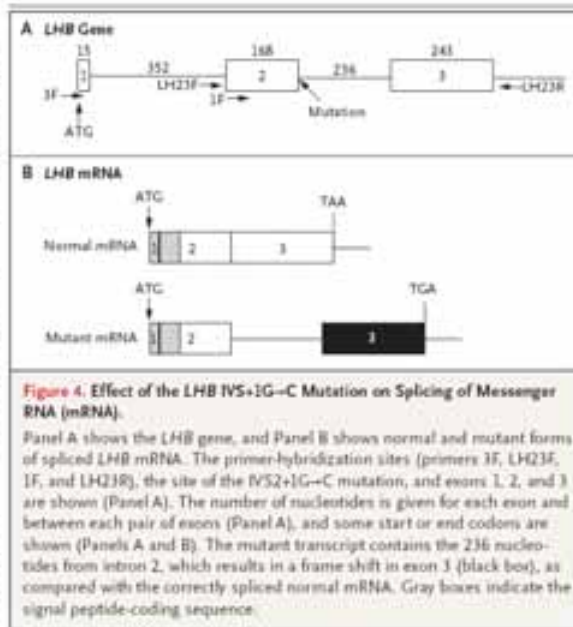 A LHB Gene
15 168 243
352 236
1 2 3
3F LH23F 1F LH23R
Mutation
ATG
B LHB mRNA
ATG TAA
Normal mRNA 1 2 3
ATG TGA
Mutant mRNA 1 2 3
Figure 4. Effect of the LHB IVS+1G→C Mutation on Splicing of Messenger
RNA (mRNA).
Panel A shows the LHB gene, and Panel B shows normal and mutant forms
of spliced LHB mRNA. The primer-hybridization sites (primers 3F, LH23F,
1F, and LH23R), the site of the IVS2+1G→C mutation, and exons 1, 2, and 3
are shown (Panel A). The number of nucleotides is given for each exon and
between each pair of exons (Panel A), and some start or end codons are
shown (Panels A and B). The mutant transcript contains the 236 nucleo-
tides from intron 2, which results in a frame shift in exon 3 (black box), as
compared with the correctly spliced normal mRNA. Gray boxes indicate the
signal peptide-coding sequence.